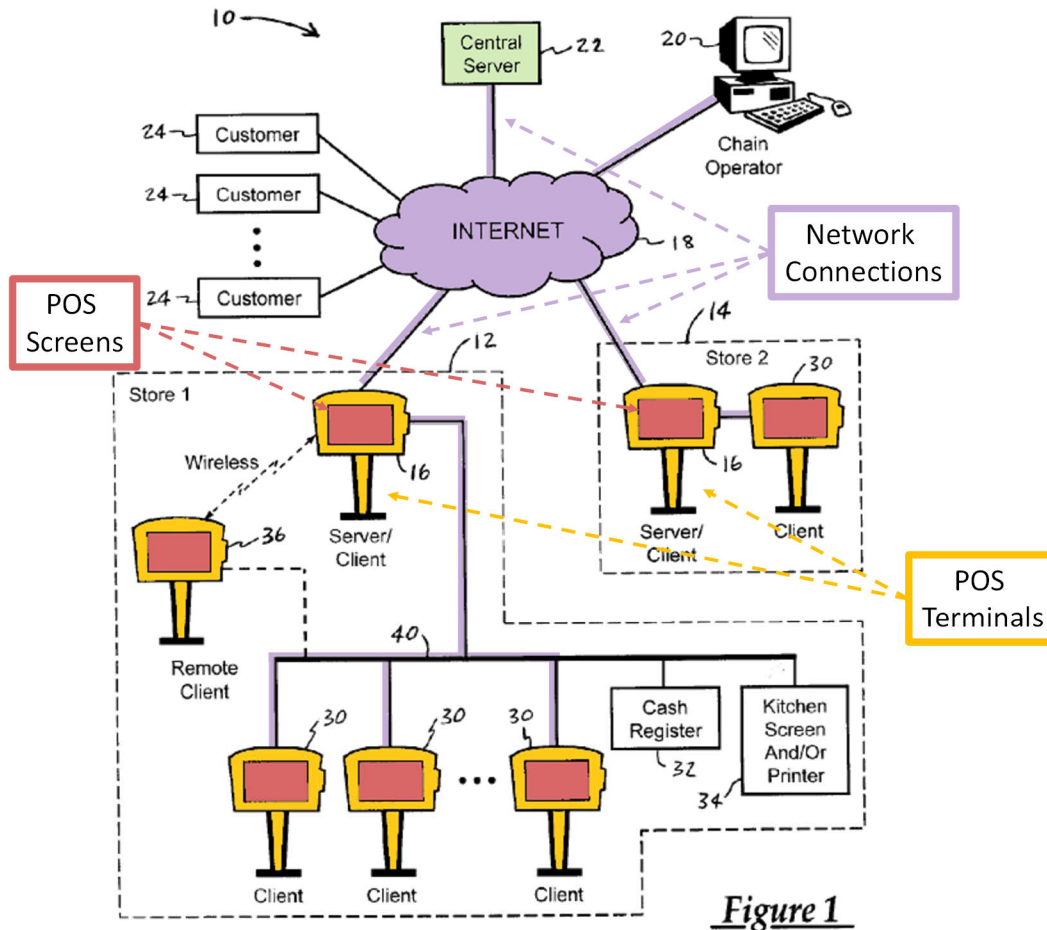 10
Central
Server
22
20
Chain
Operator
24
Customer
24
Customer
24
Customer
INTERNET
18
Network
Connections
POS
Screens
12
Store 1
14
Store 2
30
16
Server/
Client
Client
Wireless
16
Server/
Client
36
Remote
Client
POS
Terminals
40
30
30
30
Client
Client
Client
Cash
Register
32
Kitchen
Screen
And/Or
Printer
34
Figure 1